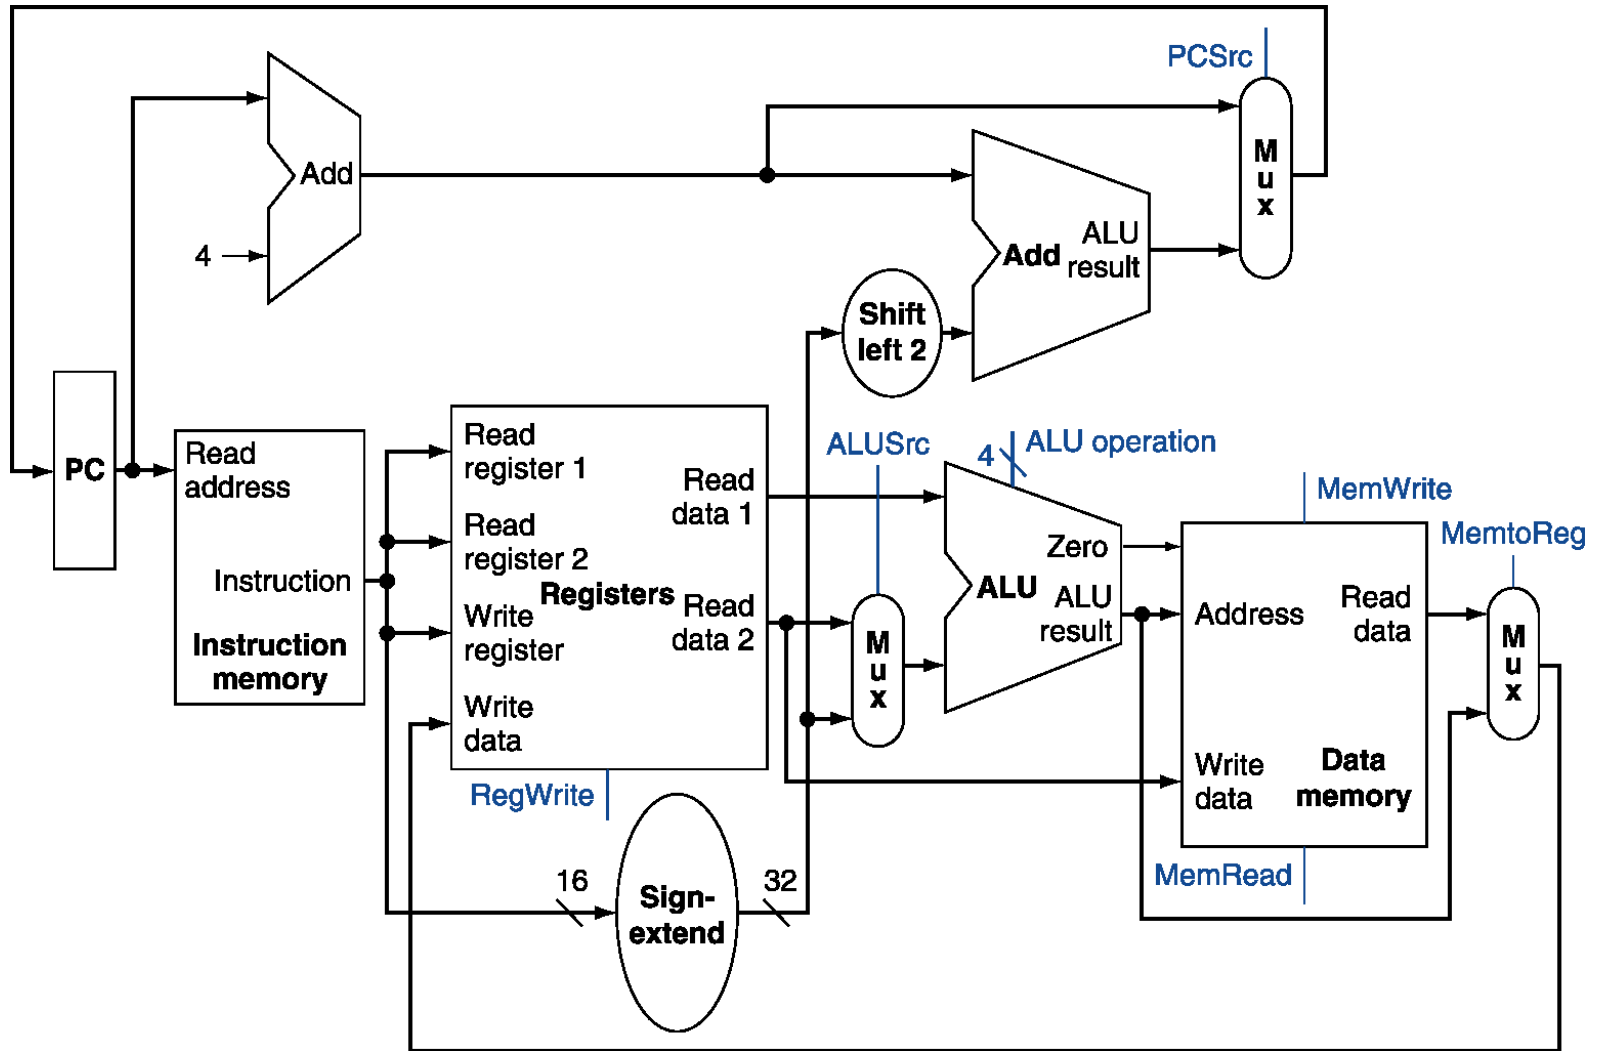 PCSrc
M
u
x
Add
4
Add
ALU
result
Shift
left 2
PC
Read
address
Instruction
Instruction
memory
Read
register 1
Read
register 2
Write
register
Write
data
Registers
Read
data 1
Read
data 2
RegWrite
16
Sign-
extend
32
ALUSrc
M
u
x
4
ALU operation
Zero
ALU
ALU
result
MemWrite
Address
Read
data
Write
data
Data
memory
MemRead
MemtoReg
M
u
x